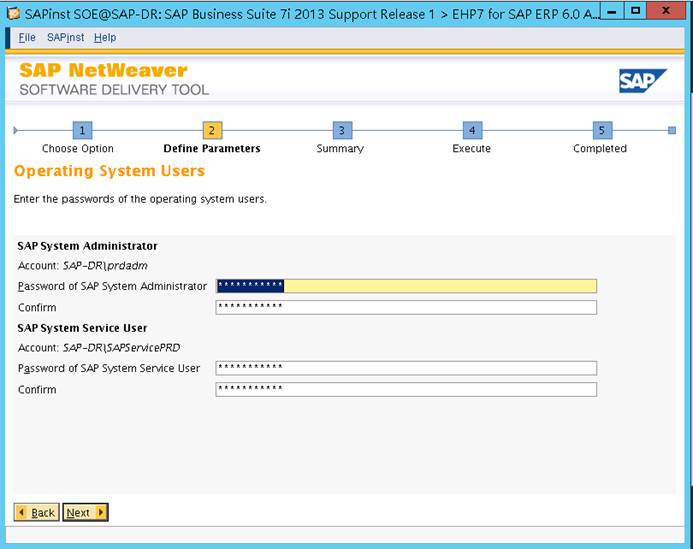 SAPinst SOE@SAP-DR: SAP Business Suite 7i 2013 Support Release 1 > EHP7 for SAP ERP 6.0 A...
File SAPinst Help
SAP NetWeaver
SOFTWARE DELIVERY TOOL
SAP
1 2 3 4 5
Choose Option Define Parameters Summary Execute Completed
Operating System Users
Enter the passwords of the operating system users.
SAP System Administrator
Account: SAP-DR\prdadm
Password of SAP System Administrator ***********
Confirm ***********
SAP System Service User
Account: SAP-DR\SAPServicePRD
Password of SAP System Service User ***********
Confirm ***********
Back Next